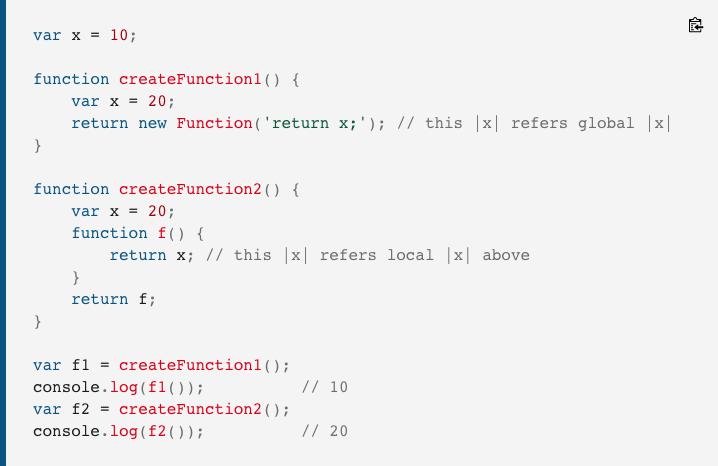 var x = 10;

function createFunction1() {
    var x = 20;
    return new Function('return x;'); // this |x| refers global |x|
}

function createFunction2() {
    var x = 20;
    function f() {
        return x; // this |x| refers local |x| above
    }
    return f;
}

var f1 = createFunction1();
console.log(f1());          // 10
var f2 = createFunction2();
console.log(f2());          // 20